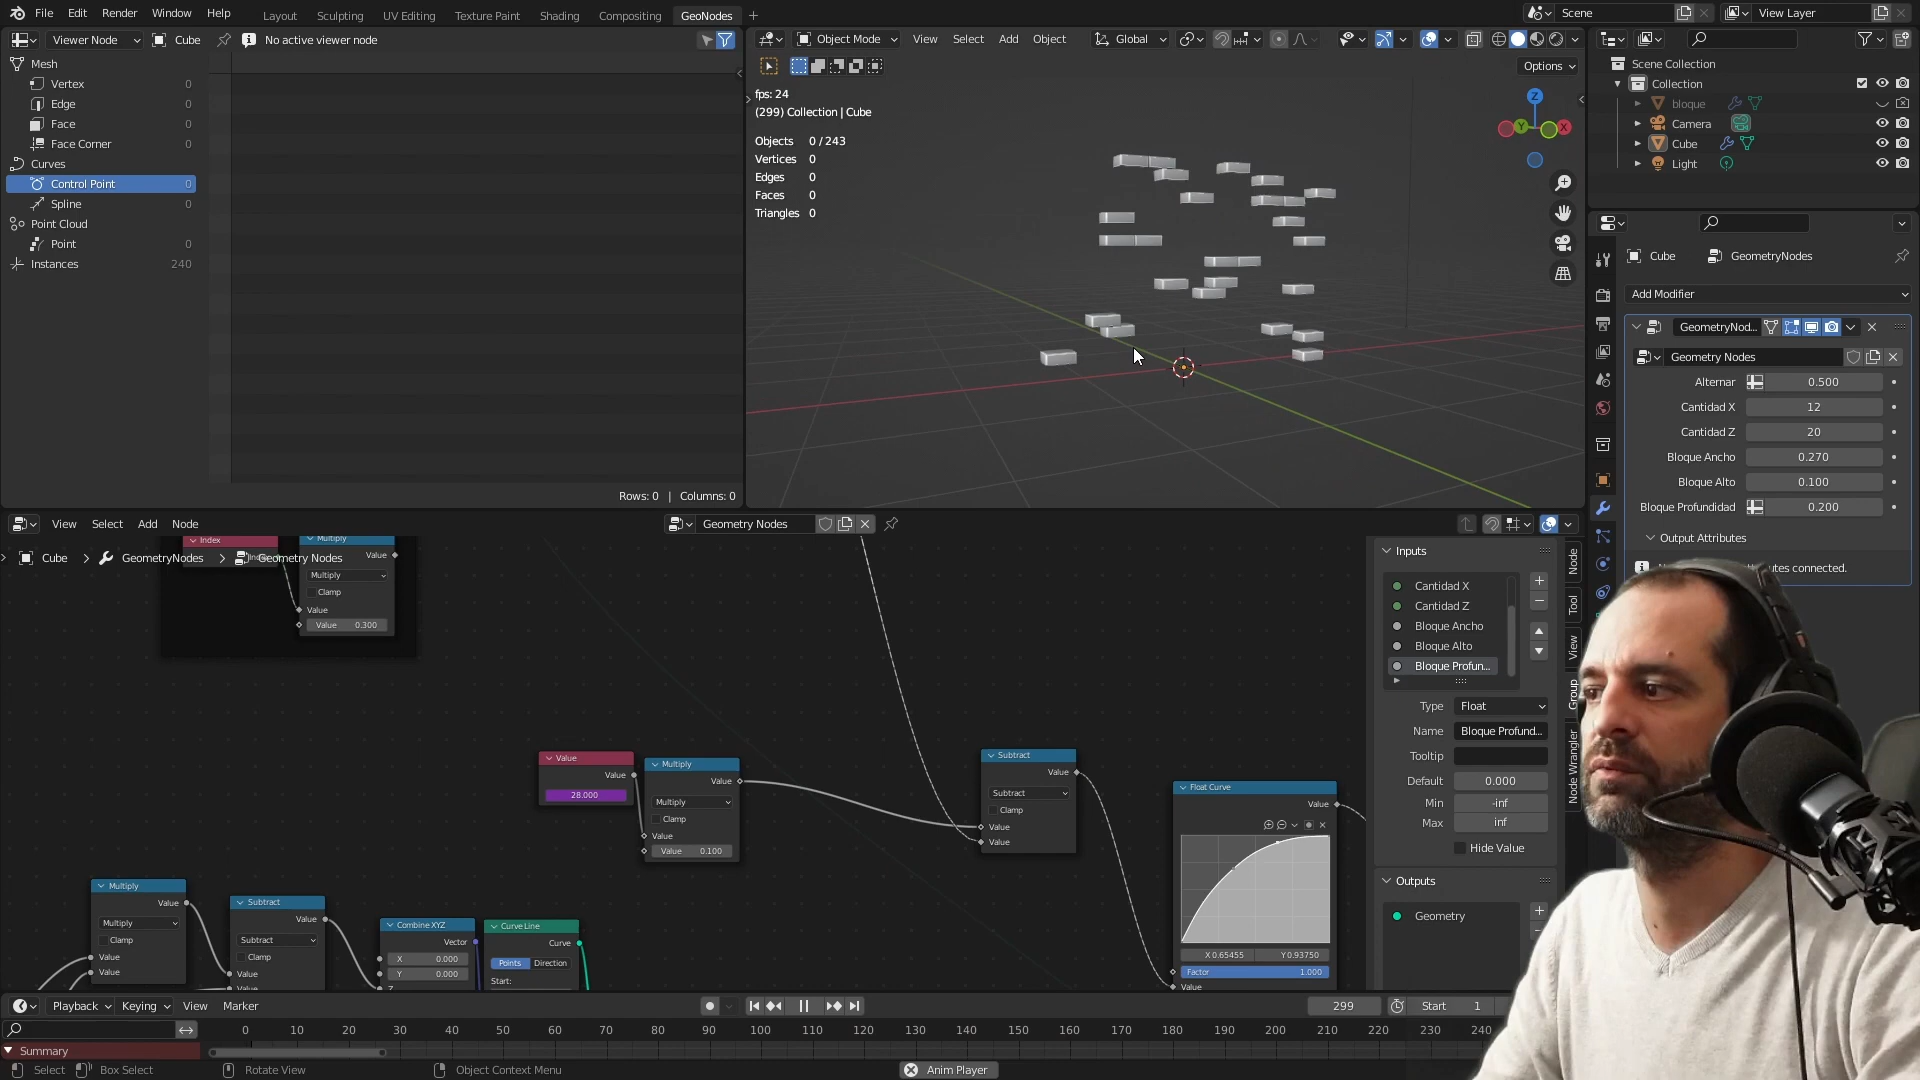 File Edit Render Window Help Layout Sculpting UV Editing Texture Paint Shading Compositing GeoNodes + Scene View Layer
Viewer Node Cube No active viewer node
Object Mode View Select Add Object Global
Options
Mesh
Vertex 0
Edge 0
Face 0
Face Corner 0
Curves
Control Point 0
Spline 0
Point Cloud
Point 0
Instances 240
Rows: 0 | Columns: 0
fps: 24
(299) Collection | Cube
Objects 0 / 243
Vertices 0
Edges 0
Faces 0
Triangles 0
Z
Y
X
Scene Collection
Collection
bloque
Camera
Cube
Light
Cube GeometryNodes
Add Modifier
GeometryNod...
Geometry Nodes
Alternar 0.500
Cantidad X 12
Cantidad Z 20
Bloque Ancho 0.270
Bloque Alto 0.100
Bloque Profundidad 0.200
Output Attributes
utes connected.
View Select Add Node Geometry Nodes
Cube GeometryNodes Geometry Nodes
Index
Multiply
Value
Multiply
Clamp
Value
Value 0.300
Value
Value
28.000
Multiply
Value
Multiply
Clamp
Value
Value 0.100
Subtract
Value
Subtract
Clamp
Value
Value
Float Curve
Value
X 0.65455 Y 0.93750
Factor 1.000
Value
Multiply
Value
Multiply
Clamp
Value
Value
Subtract
Value
Subtract
Clamp
Value
Value
Combine XYZ
Vector
X 0.000
Y 0.000
Z
Curve Line
Curve
Points Direction
Start:
Inputs
Cantidad X
Cantidad Z
Bloque Ancho
Bloque Alto
Bloque Profun...
Type Float
Name Bloque Profund...
Tooltip
Default 0.000
Min -inf
Max inf
Hide Value
Outputs
Geometry
Node
Tool
View
Group
Node Wrangler
Playback Keying View Marker 299 Start 1
0 10 20 30 40 50 60 70 80 90 100 110 120 130 140 150 160 170 180 190 200 210 220 230 240
Summary
Select Box Select Rotate View Object Context Menu Anim Player